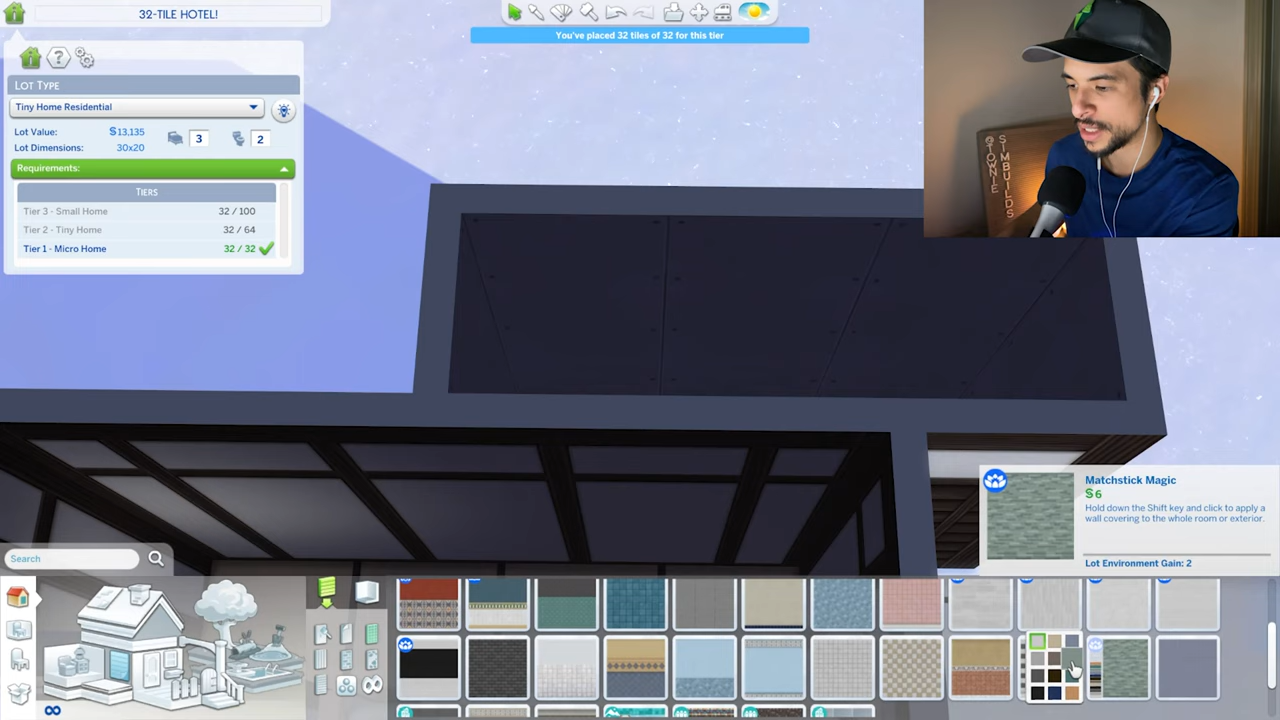 32-TILE HOTEL!
You've placed 32 tiles of 32 for this tier
LOT TYPE
Tiny Home Residential
Lot Value: $13,135
Lot Dimensions: 30x20
3
2
Requirements:
TIERS
Tier 3 - Small Home 32 / 100
Tier 2 - Tiny Home 32 / 64
Tier 1 - Micro Home 32 / 32
@TOWNIE
SIMBUILDS
Matchstick Magic
$6
Hold down the Shift key and click to apply a
wall covering to the whole room or exterior.
Lot Environment Gain: 2
Search